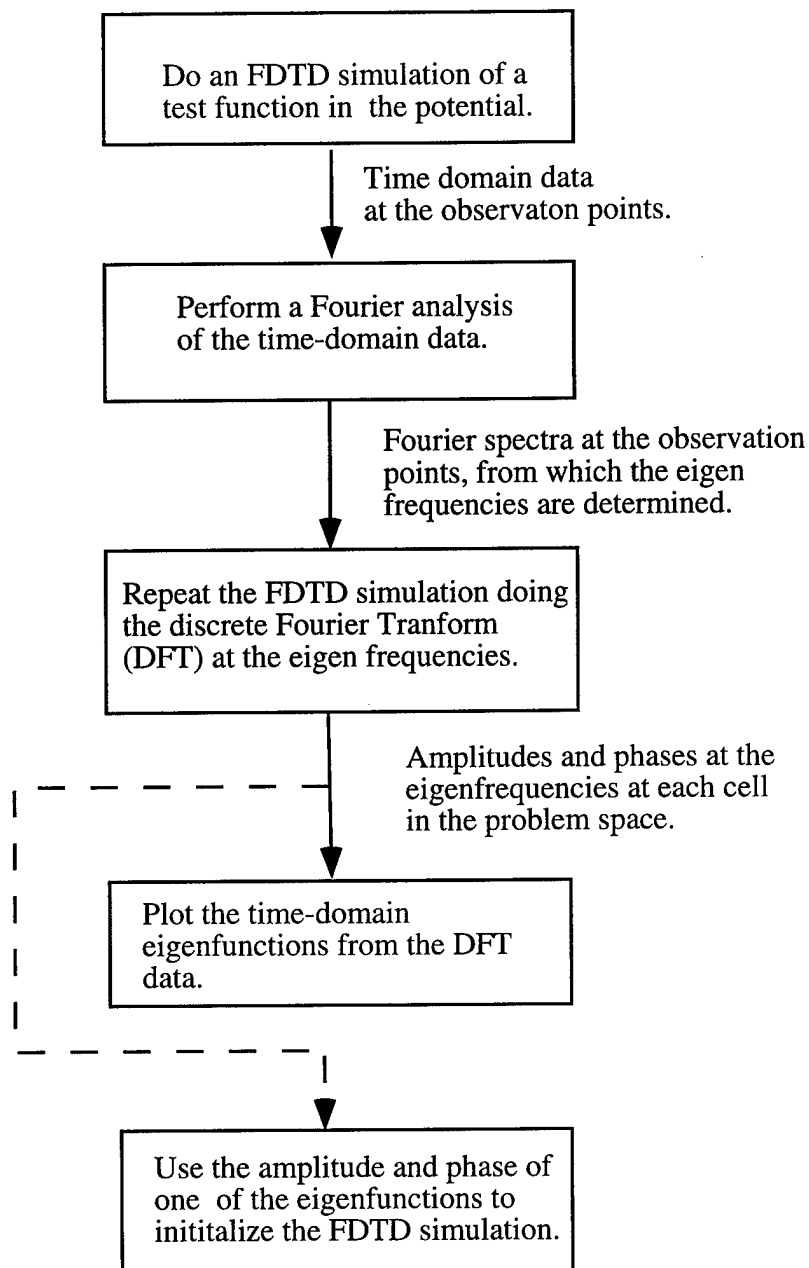 Do an FDTD simulation of a
test function in the potential.
Time domain data
at the observaton points.
Perform a Fourier analysis
of the time-domain data.
Fourier spectra at the observation
points, from which the eigen
frequencies are determined.
Repeat the FDTD simulation doing
the discrete Fourier Tranform
(DFT) at the eigen frequencies.
Amplitudes and phases at the
eigenfrequencies at each cell
in the problem space.
Plot the time-domain
eigenfunctions from the DFT
data.
Use the amplitude and phase of
one of the eigenfunctions to
inititalize the FDTD simulation.